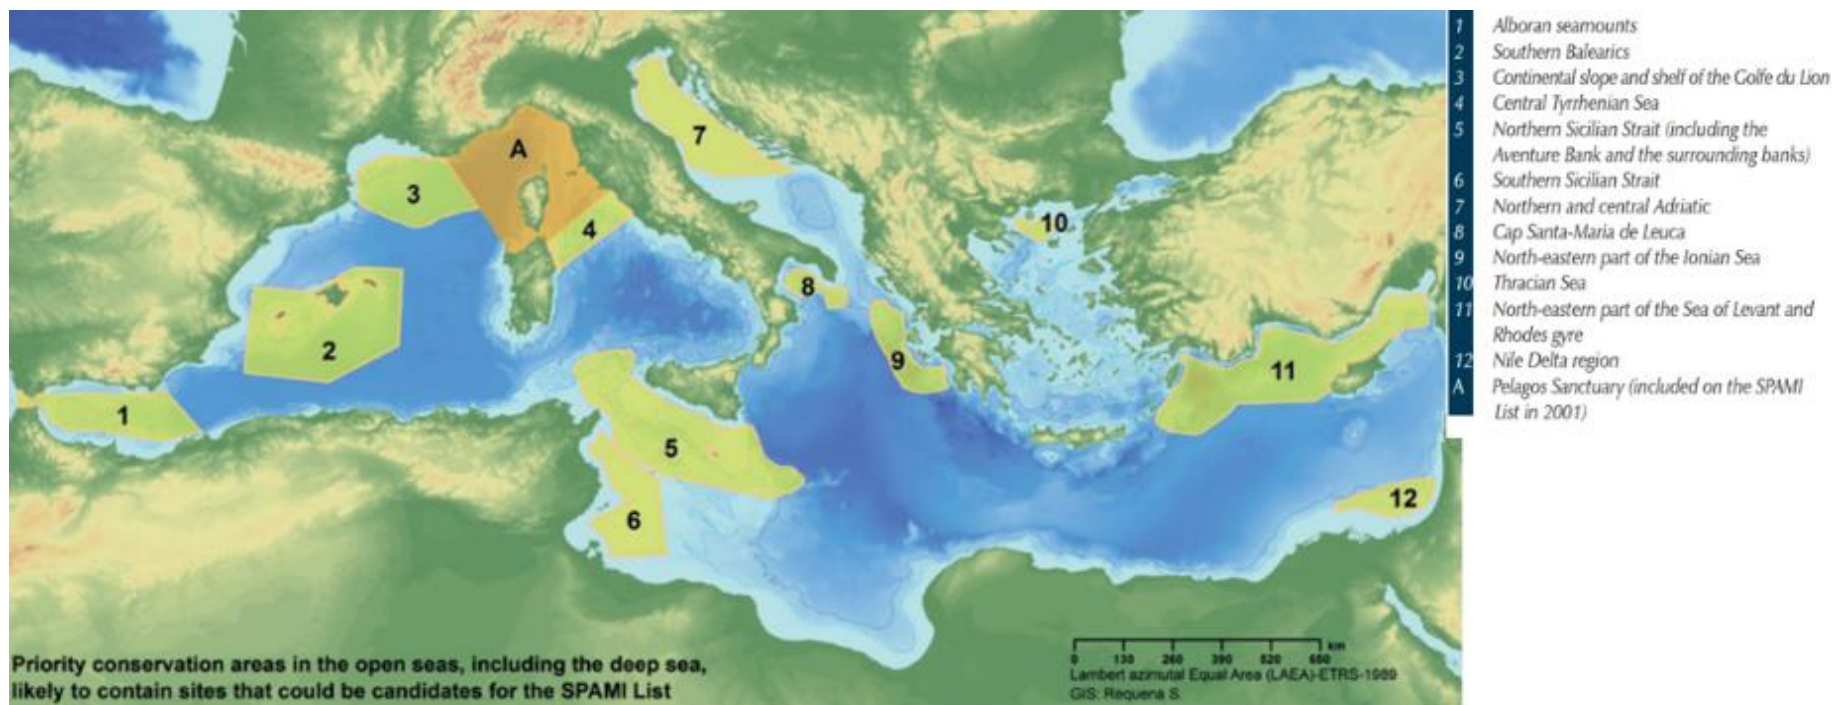 1 Alboran seamounts
2 Southern Balearics
3 Continental slope and shelf of the Golfe du Lion
4 Central Tyrrhenian Sea
5 Northern Sicilian Strait (including the
Aventure Bank and the surrounding banks)
6 Southern Sicilian Strait
7 Northern and central Adriatic
8 Cap Santa-Maria de Leuca
9 North-eastern part of the Ionian Sea
10 Thracian Sea
11 North-eastern part of the Sea of Levant and
Rhodes gyre
12 Nile Delta region
A Pelagos Sanctuary (included on the SPAMI
List in 2001)
7
A
3
4
10
8
2
9
11
1
5
12
6
Priority conservation areas in the open seas, including the deep sea,
likely to contain sites that could be candidates for the SPAMI List
km
0 130 260 390 520 650
Lambert azimutal Equal Area (LAEA)-ETRS-1989
GIS: Requena S.